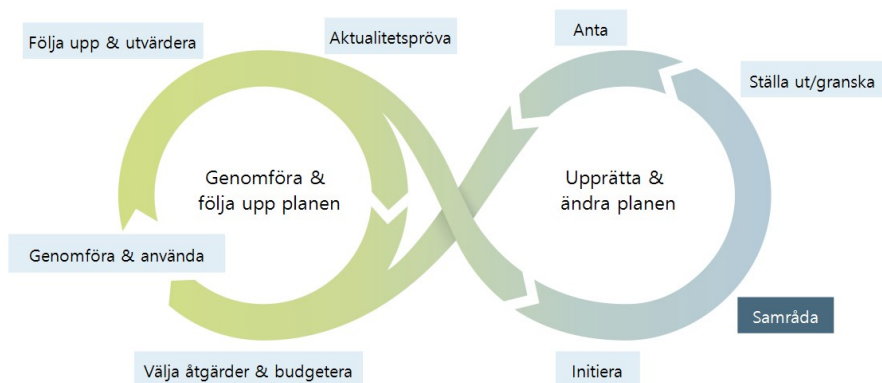 Följa upp & utvärdera
Aktualitetspröva
Anta
Ställa ut/granska
Genomföra &
följa upp planen
Upprätta &
ändra planen
Genomföra & använda
Samråda
Välja åtgärder & budgetera
Initiera